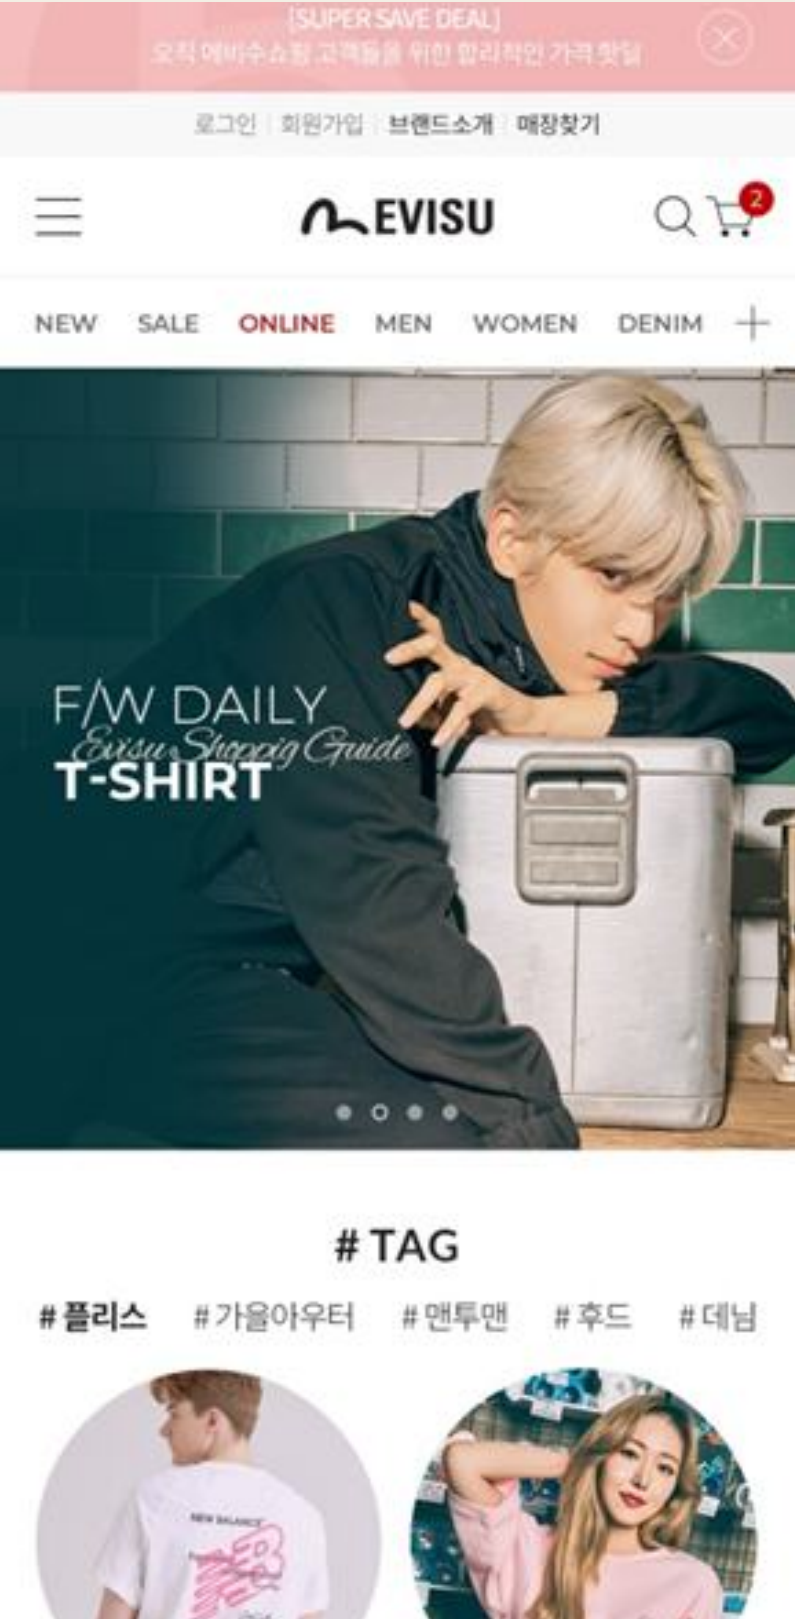 [SUPER SAVE DEAL]
오직 에비수쇼핑 고객들을 위한 합리적인 가격 핫딜
로그인 회원가입 브랜드소개 매장찾기
EVISU
2
NEW SALE ONLINE MEN WOMEN DENIM
F/W DAILY
Evisu Shoppig Guide
T-SHIRT
# TAG
# 플리스 # 가을아우터 # 맨투맨 # 후드 # 데님
NEW BALANCE